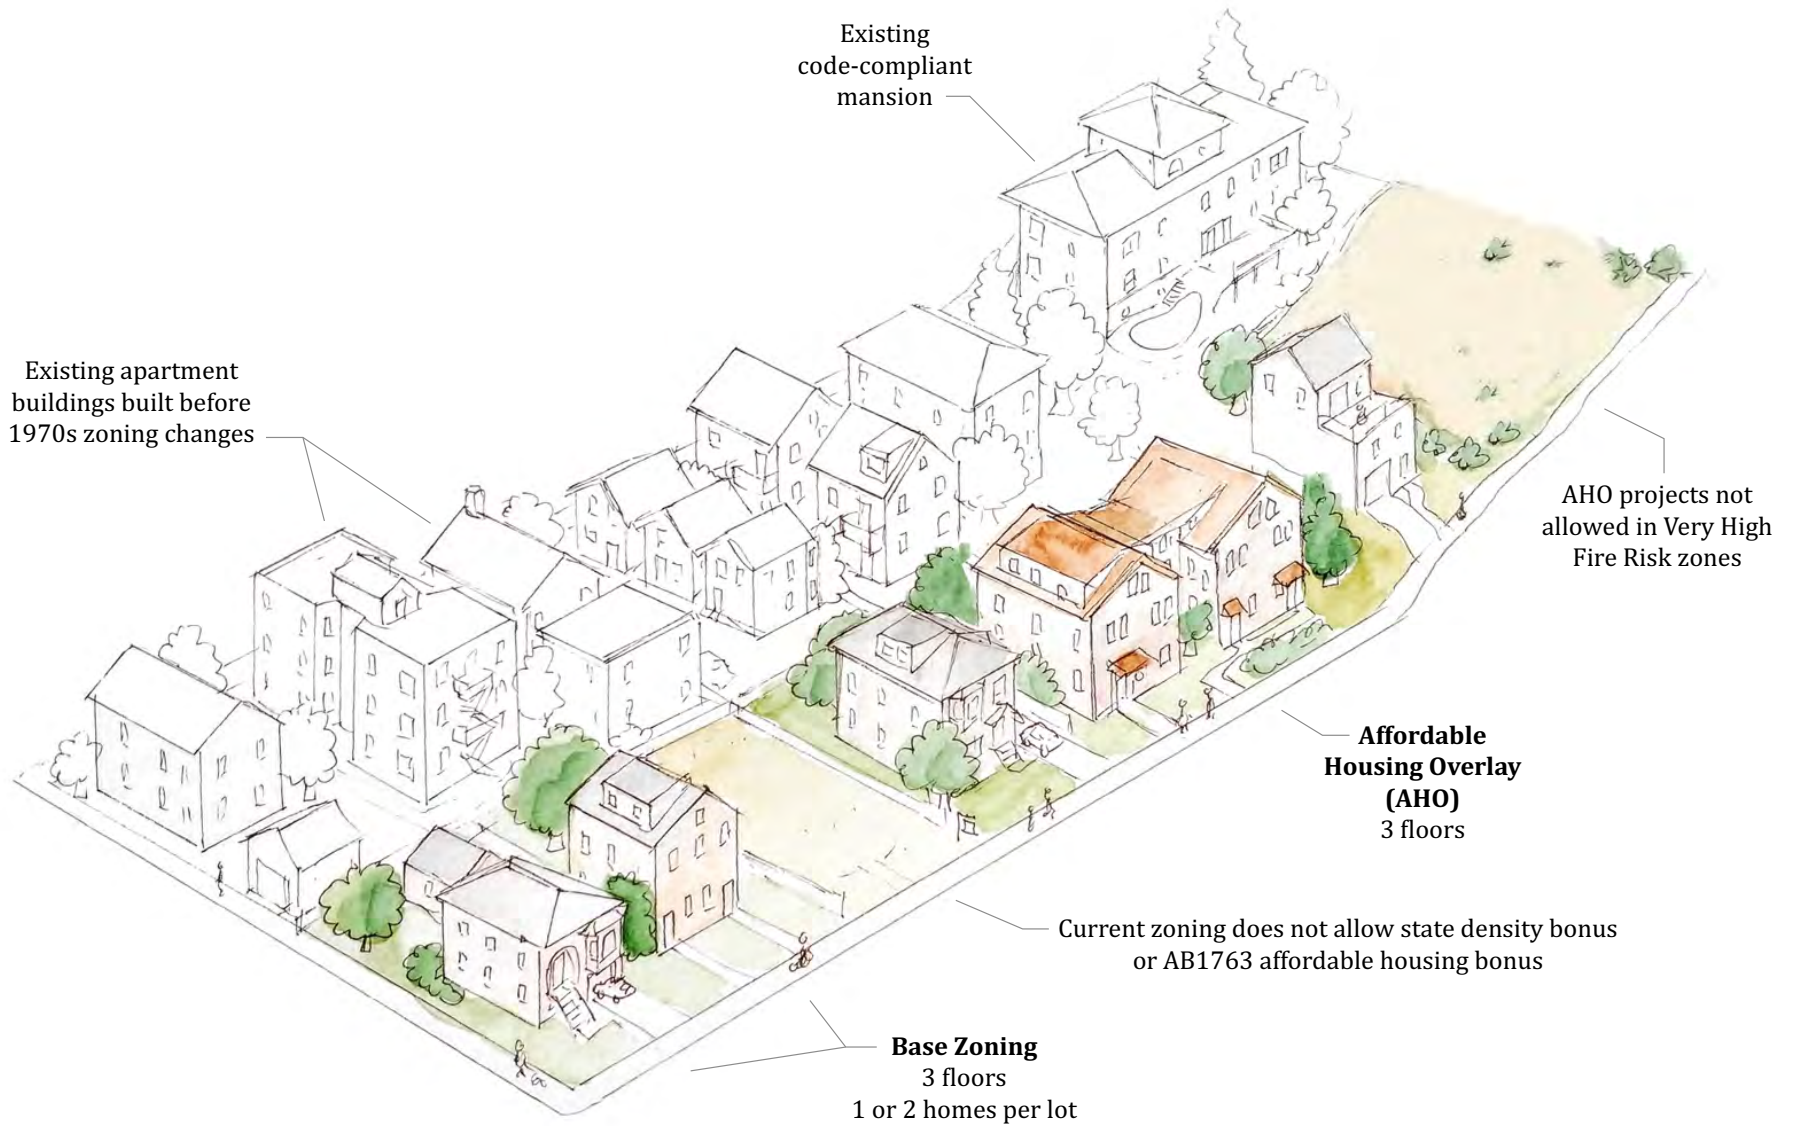 Existing
code-compliant
mansion
Existing apartment
buildings built before
1970s zoning changes
AHO projects not
allowed in Very High
Fire Risk zones
Affordable
Housing Overlay
(AHO)
3 floors
Current zoning does not allow state density bonus
or AB1763 affordable housing bonus
Base Zoning
3 floors
1 or 2 homes per lot